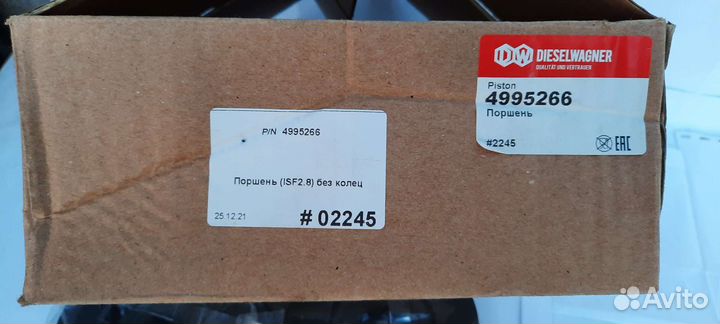 DW DIESELWAGNER
QUALITÄT UND VERTRAUEN
Piston
4995266
Поршень
#2245 EAC
P/N 4995266
Поршень (ISF2.8) без колец
25.12.21 # 02245
Avito